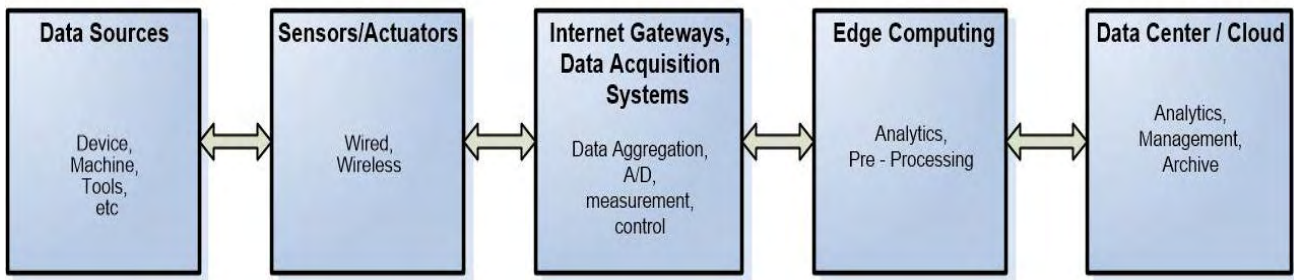 Data Sources
Device,
Machine,
Tools,
etc
Sensors/Actuators
Wired,
Wireless
Internet Gateways,
Data Acquisition
Systems
Data Aggregation,
A/D,
measurement,
control
Edge Computing
Analytics,
Pre - Processing
Data Center / Cloud
Analytics,
Management,
Archive